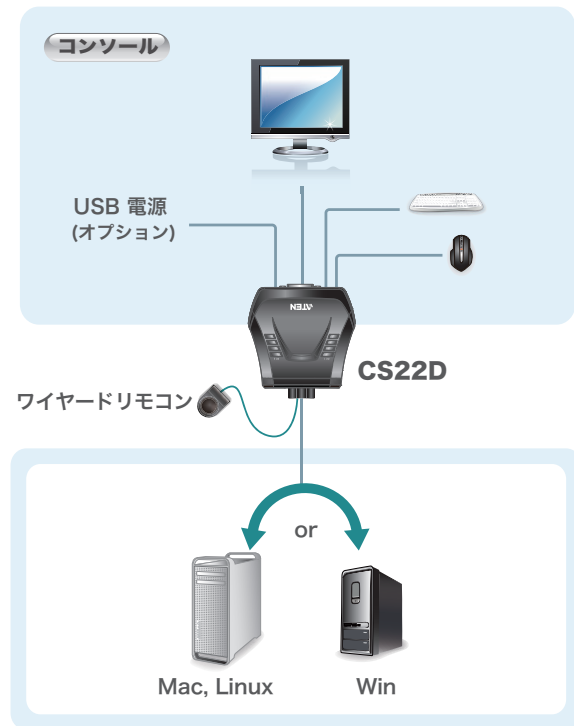 コンソール
USB 電源
(オプション)
ATEN
CS22D
ワイヤードリモコン
or
Mac, Linux
Win